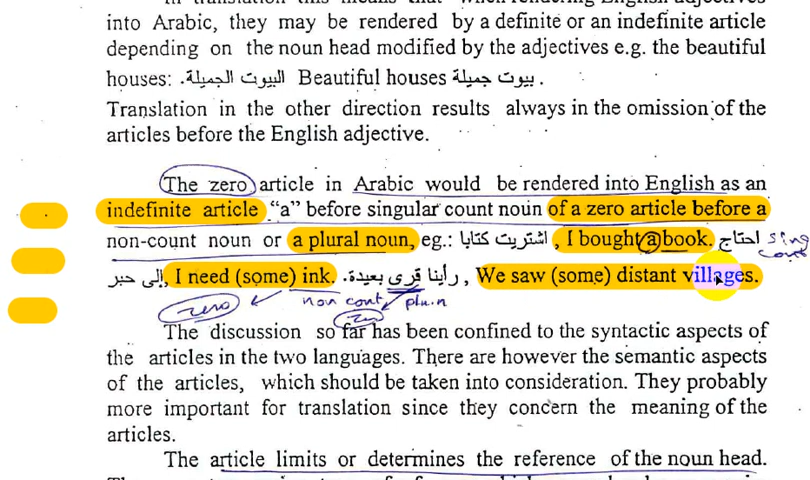 into Arabic, they may be rendered by a definite or an indefinite article
depending on the noun head modified by the adjectives e.g. the beautiful
houses: البيوت الجميلة. Beautiful houses بيوت جميلة .
Translation in the other direction results always in the omission of the
articles before the English adjective.
The zero article in Arabic would be rendered into English as an
indefinite article "a" before singular count noun of a zero article before a
non-count noun or a plural noun, eg.: اشتريت كتابا , I bought a book. احتاج sing
count
إلى حبر, I need (some) ink. رأينا قرى بعيدة. , We saw (some) distant villages.
zero non cont plu.n
zero
The discussion so far has been confined to the syntactic aspects of
the articles in the two languages. There are however the semantic aspects
of the articles, which should be taken into consideration. They probably
more important for translation since they concern the meaning of the
articles.
The article limits or determines the reference of the noun head.